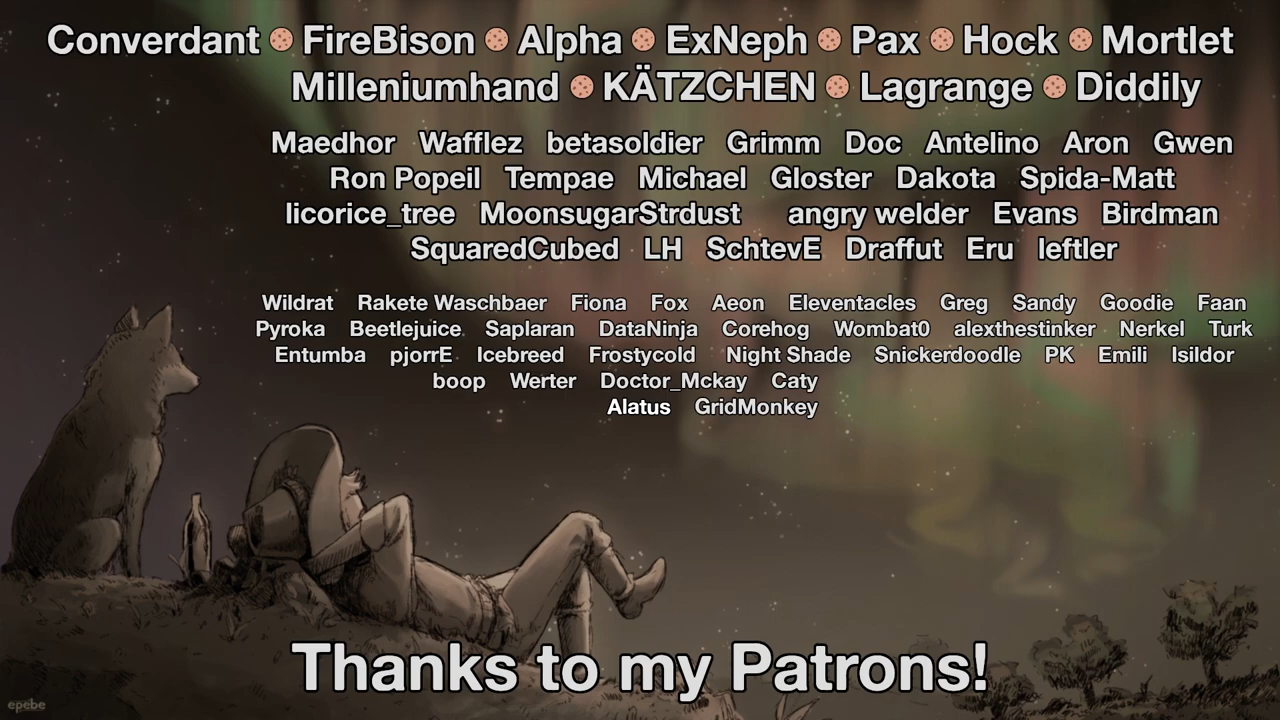 Converdant FireBison Alpha ExNeph Pax Hock Mortlet
Milleniumhand KÄTZCHEN Lagrange Diddily
Maedhor Wafflez betasoldier Grimm Doc Antelino Aron Gwen
Ron Popeil Tempae Michael Gloster Dakota Spida-Matt
licorice_tree MoonsugarStrdust angry welder Evans Birdman
SquaredCubed LH SchtevE Draffut Eru leftler
Wildrat Rakete Waschbaer Fiona Fox Aeon Eleventacles Greg Sandy Goodie Faan
Pyroka Beetlejuice Saplaran DataNinja Corehog Wombat0 alexthestinker Nerkel Turk
Entumba pjorrE Icebreed Frostycold Night Shade Snickerdoodle PK Emili Isildor
boop Werter Doctor_Mckay Caty
Alatus GridMonkey
Thanks to my Patrons!
epebe